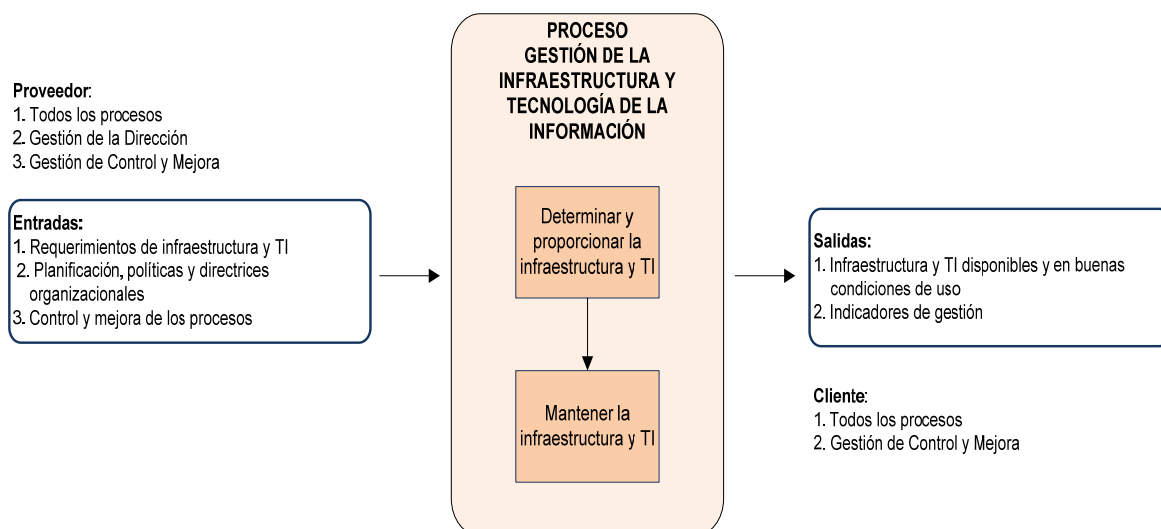 Proveedor:
1. Todos los procesos
2. Gestión de la Dirección
3. Gestión de Control y Mejora
Entradas:
1. Requerimientos de infraestructura y TI
2. Planificación, políticas y directrices
organizacionales
3. Control y mejora de los procesos
PROCESO
GESTIÓN DE LA
INFRAESTRUCTURA Y
TECNOLOGÍA DE LA
INFORMACIÓN
Determinar y
proporcionar la
infraestructura y TI
Mantener la
infraestructura y TI
Salidas:
1. Infraestructura y TI disponibles y en buenas
condiciones de uso
2. Indicadores de gestión
Cliente:
1. Todos los procesos
2. Gestión de Control y Mejora